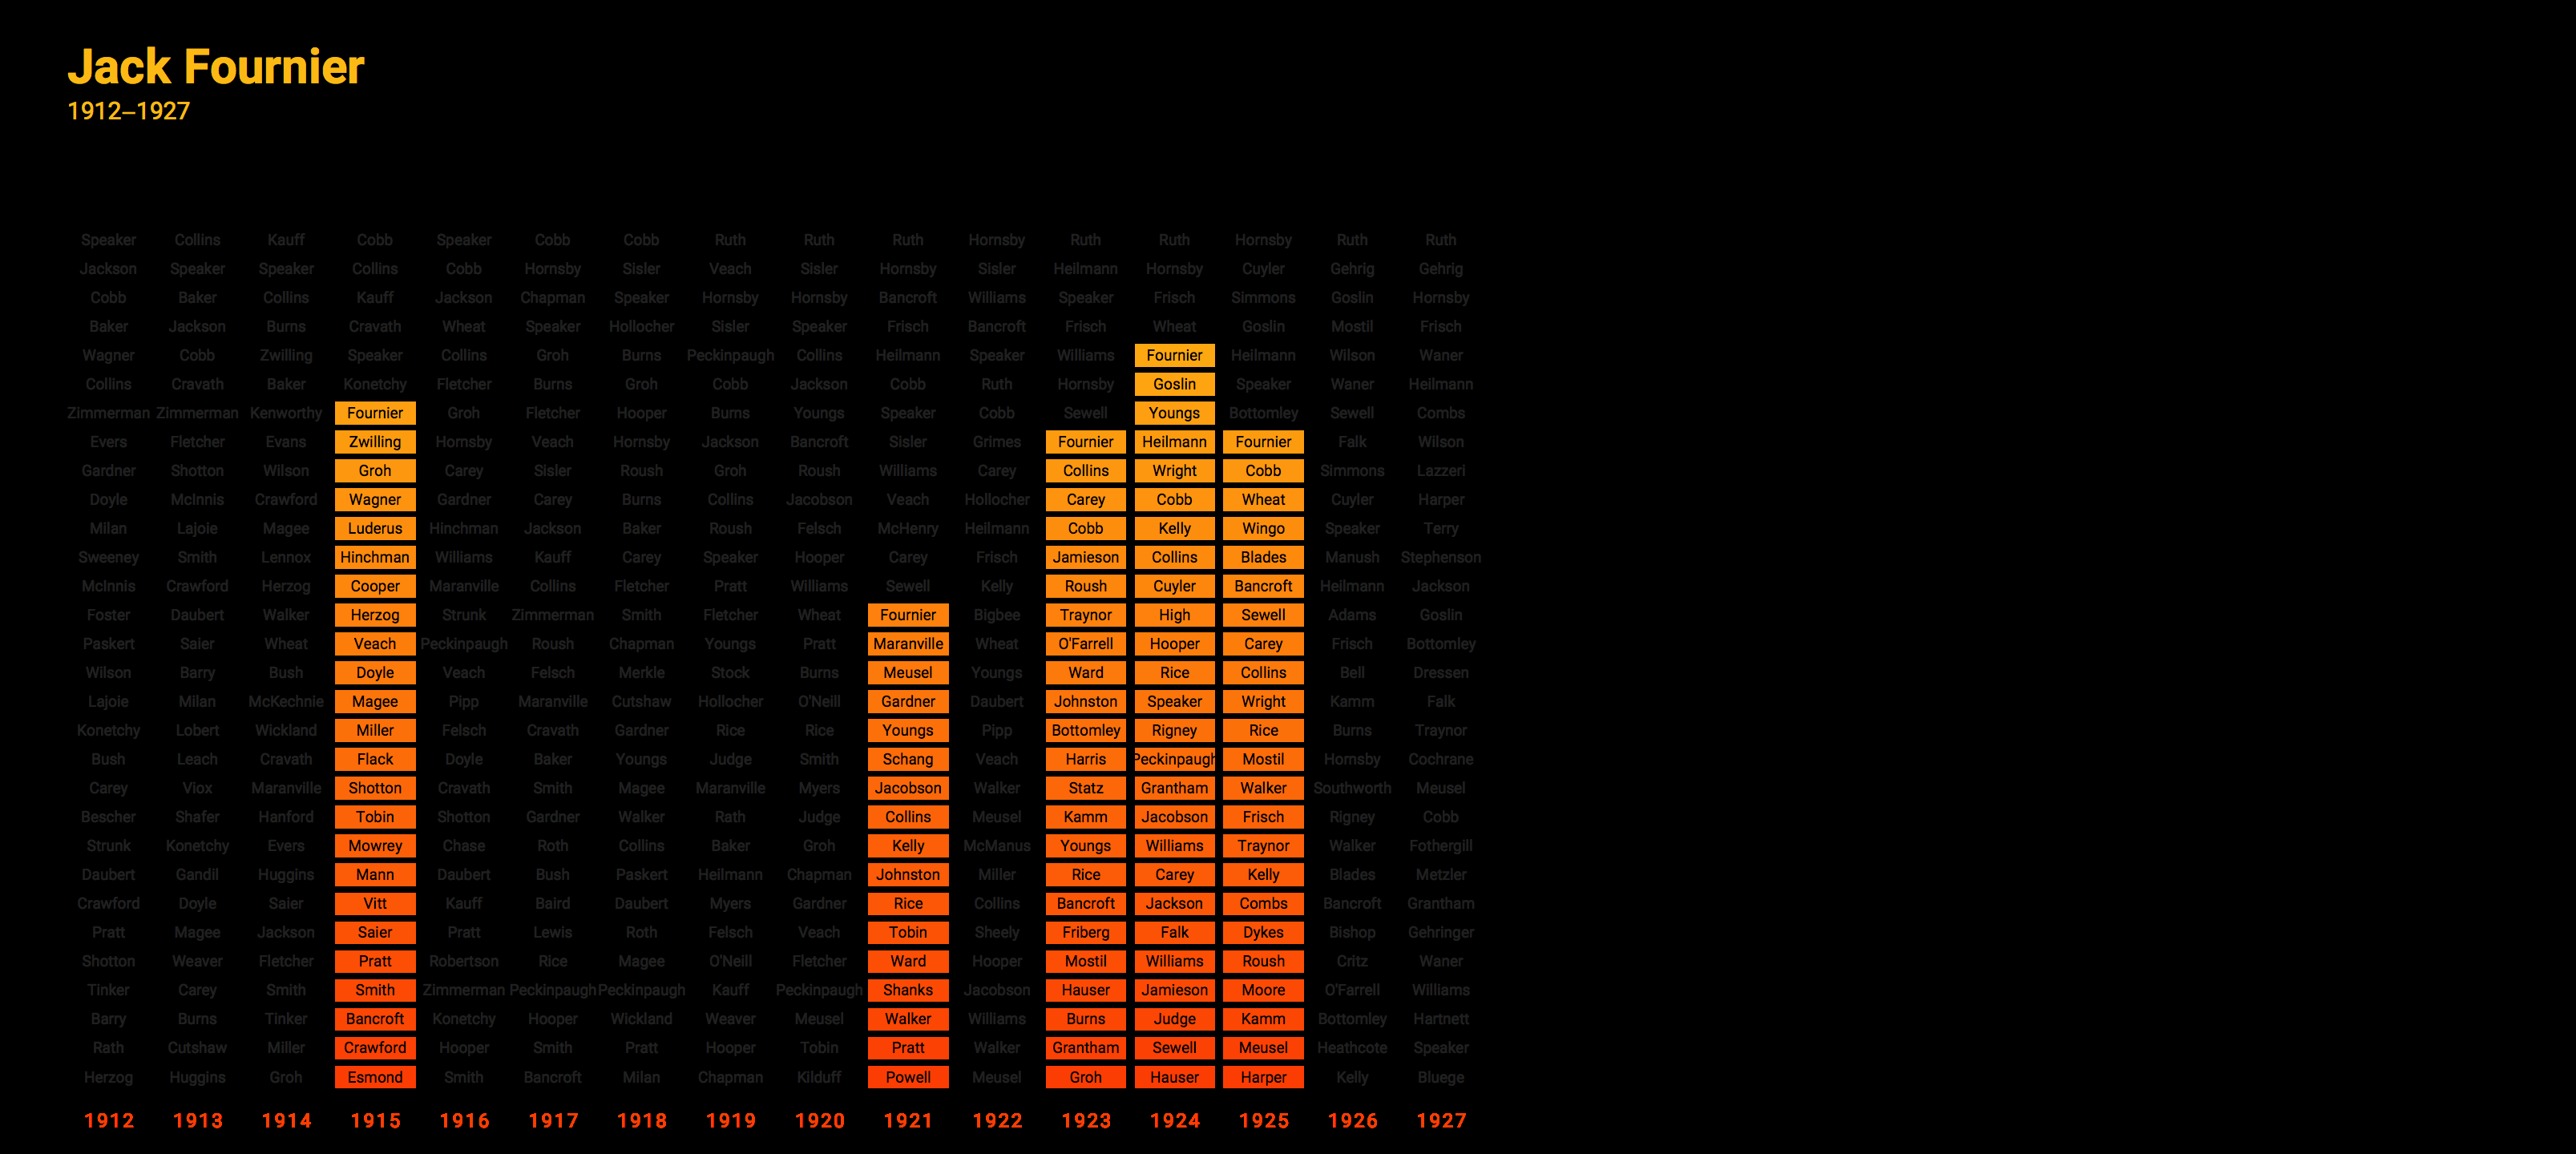 Jack Fournier
1912–1927
Speaker Collins Kauff Cobb Speaker Cobb Cobb Ruth Ruth Ruth Hornsby Ruth Ruth Hornsby Ruth Ruth
Jackson Speaker Speaker Collins Cobb Hornsby Sisler Veach Sisler Hornsby Sisler Heilmann Hornsby Cuyler Gehrig Gehrig
Cobb Baker Collins Kauff Jackson Chapman Speaker Hornsby Hornsby Bancroft Williams Speaker Frisch Simmons Goslin Hornsby
Baker Jackson Burns Cravath Wheat Speaker Hollocher Sisler Speaker Frisch Bancroft Frisch Wheat Goslin Mostil Frisch
Wagner Cobb Zwilling Speaker Collins Groh Burns Peckinpaugh Collins Heilmann Speaker Williams Fournier Heilmann Wilson Waner
Collins Cravath Baker Konetchy Fletcher Burns Groh Cobb Jackson Cobb Ruth Hornsby Goslin Speaker Waner Heilmann
Zimmerman Zimmerman Kenworthy Fournier Groh Fletcher Hooper Burns Youngs Speaker Cobb Sewell Youngs Bottomley Sewell Combs
Evers Fletcher Evans Zwilling Hornsby Veach Hornsby Jackson Bancroft Sisler Grimes Fournier Heilmann Fournier Falk Wilson
Gardner Shotton Wilson Groh Carey Sisler Roush Groh Roush Williams Carey Collins Wright Cobb Simmons Lazzeri
Doyle McInnis Crawford Wagner Gardner Carey Burns Collins Jacobson Veach Hollocher Carey Cobb Wheat Cuyler Harper
Milan Lajoie Magee Luderus Hinchman Jackson Baker Roush Felsch McHenry Heilmann Cobb Kelly Wingo Speaker Terry
Sweeney Smith Lennox Hinchman Williams Kauff Carey Speaker Hooper Carey Frisch Jamieson Collins Blades Manush Stephenson
McInnis Crawford Herzog Cooper Maranville Collins Fletcher Pratt Williams Sewell Kelly Roush Cuyler Bancroft Heilmann Jackson
Foster Daubert Walker Herzog Strunk Zimmerman Smith Fletcher Wheat Fournier Bigbee Traynor High Sewell Adams Goslin
Paskert Saier Wheat Veach Peckinpaugh Roush Chapman Youngs Pratt Maranville Wheat O'Farrell Hooper Carey Frisch Bottomley
Wilson Barry Bush Doyle Veach Felsch Merkle Stock Burns Meusel Youngs Ward Rice Collins Bell Dressen
Lajoie Milan McKechnie Magee Pipp Maranville Cutshaw Hollocher O'Neill Gardner Daubert Johnston Speaker Wright Kamm Falk
Konetchy Lobert Wickland Miller Felsch Cravath Gardner Rice Rice Youngs Pipp Bottomley Rigney Rice Burns Traynor
Bush Leach Cravath Flack Doyle Baker Youngs Judge Smith Schang Veach Harris Peckinpaugh Mostil Hornsby Cochrane
Carey Viox Maranville Shotton Cravath Smith Magee Maranville Myers Jacobson Walker Statz Grantham Walker Southworth Meusel
Bescher Shafer Hanford Tobin Shotton Gardner Walker Rath Judge Collins Meusel Kamm Jacobson Frisch Rigney Cobb
Strunk Konetchy Evers Mowrey Chase Roth Collins Baker Groh Kelly McManus Youngs Williams Traynor Walker Fothergill
Daubert Gandil Huggins Mann Daubert Bush Paskert Heilmann Chapman Johnston Miller Rice Carey Kelly Blades Metzler
Crawford Doyle Saier Vitt Kauff Baird Daubert Myers Gardner Rice Collins Bancroft Jackson Combs Bancroft Grantham
Pratt Magee Jackson Saier Pratt Lewis Roth Felsch Veach Tobin Sheely Friberg Falk Dykes Bishop Gehringer
Shotton Weaver Fletcher Pratt Robertson Rice Magee O'Neill Fletcher Ward Hooper Mostil Williams Roush Critz Waner
Tinker Carey Smith Smith Zimmerman Peckinpaugh Peckinpaugh Kauff Peckinpaugh Shanks Jacobson Hauser Jamieson Moore O'Farrell Williams
Barry Burns Tinker Bancroft Konetchy Hooper Wickland Weaver Meusel Walker Williams Burns Judge Kamm Bottomley Hartnett
Rath Cutshaw Miller Crawford Hooper Smith Pratt Hooper Tobin Pratt Walker Grantham Sewell Meusel Heathcote Speaker
Herzog Huggins Groh Esmond Smith Bancroft Milan Chapman Kilduff Powell Meusel Groh Hauser Harper Kelly Bluege
1912 1913 1914 1915 1916 1917 1918 1919 1920 1921 1922 1923 1924 1925 1926 1927